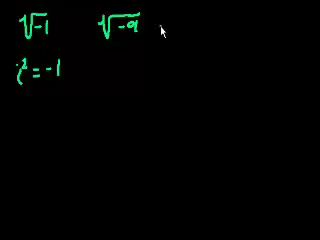 √-1 √-9
i² = -1